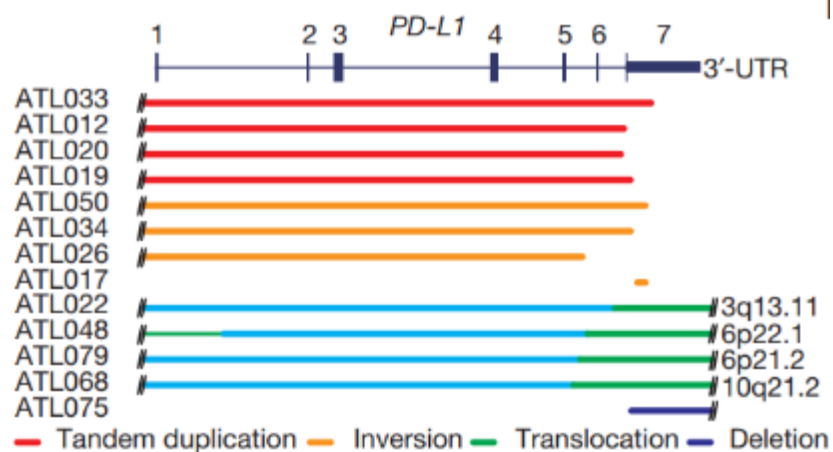 1 2 3 PD-L1 4 5 6 7
3′-UTR
ATL033
ATL012
ATL020
ATL019
ATL050
ATL034
ATL026
ATL017
ATL022 3q13.11
ATL048 6p22.1
ATL079 6p21.2
ATL068 10q21.2
ATL075
Tandem duplication Inversion Translocation Deletion